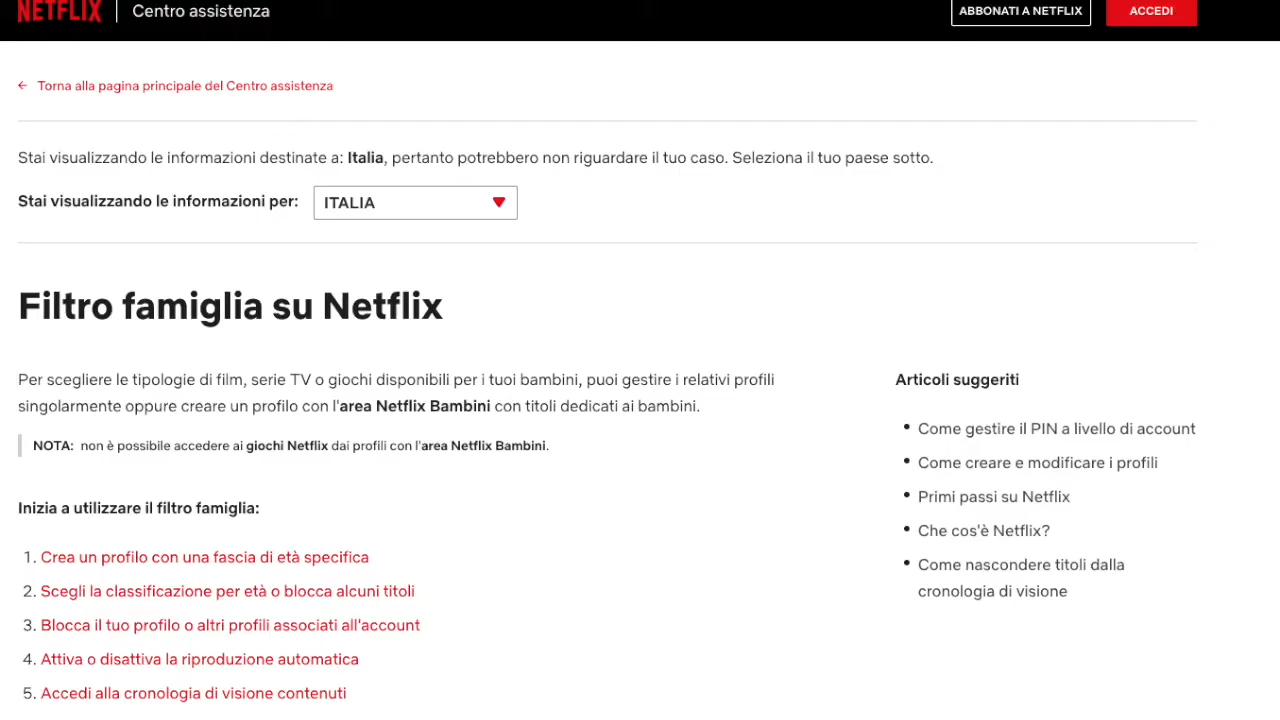 NETFLIX
Centro assistenza
ABBONATI A NETFLIX
ACCEDI
← Torna alla pagina principale del Centro assistenza
Stai visualizzando le informazioni destinate a: Italia, pertanto potrebbero non riguardare il tuo caso. Seleziona il tuo paese sotto.
Stai visualizzando le informazioni per:
ITALIA
Filtro famiglia su Netflix
Per scegliere le tipologie di film, serie TV o giochi disponibili per i tuoi bambini, puoi gestire i relativi profili
singolarmente oppure creare un profilo con l'area Netflix Bambini con titoli dedicati ai bambini.
NOTA: non è possibile accedere ai giochi Netflix dai profili con l'area Netflix Bambini.
Inizia a utilizzare il filtro famiglia:
1. Crea un profilo con una fascia di età specifica
2. Scegli la classificazione per età o blocca alcuni titoli
3. Blocca il tuo profilo o altri profili associati all'account
4. Attiva o disattiva la riproduzione automatica
5. Accedi alla cronologia di visione contenuti
Articoli suggeriti
• Come gestire il PIN a livello di account
• Come creare e modificare i profili
• Primi passi su Netflix
• Che cos'è Netflix?
• Come nascondere titoli dalla
cronologia di visione